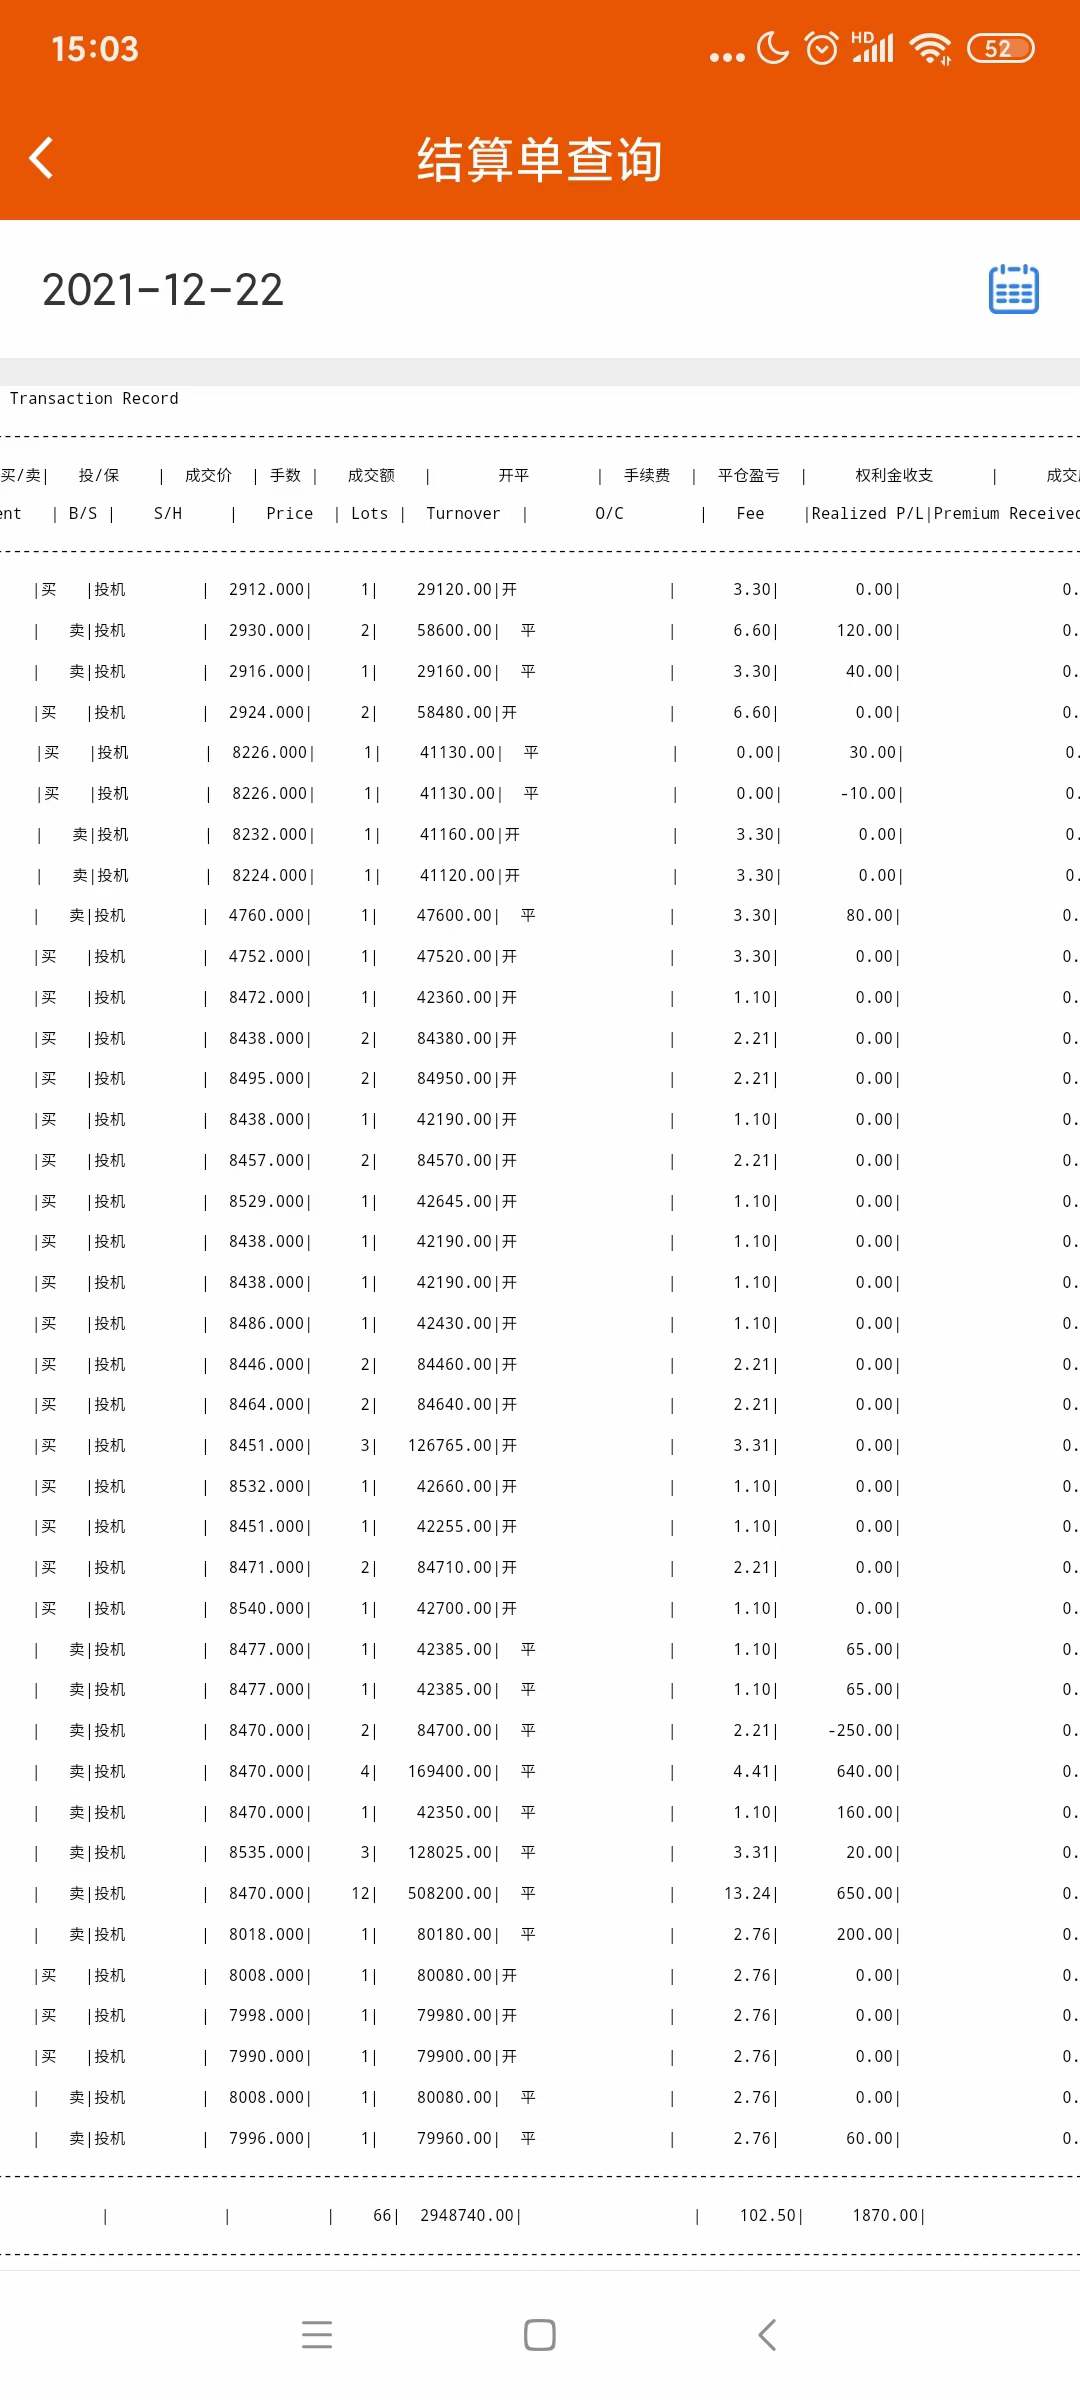 15:03
HD
52
结算单查询
2021-12-22
Transaction Record
买/卖| 投/保 | 成交价 | 手数 | 成交额 | 开平 | 手续费 | 平仓盈亏 | 权利金收支 | 成交
ent | B/S | S/H | Price | Lots | Turnover | O/C | Fee |Realized P/L|Premium Received
|买 |投机 | 2912.000| 1| 29120.00|开 | 3.30| 0.00| 0.
| 卖|投机 | 2930.000| 2| 58600.00| 平 | 6.60| 120.00| 0.
| 卖|投机 | 2916.000| 1| 29160.00| 平 | 3.30| 40.00| 0.
|买 |投机 | 2924.000| 2| 58480.00|开 | 6.60| 0.00| 0.
|买 |投机 | 8226.000| 1| 41130.00| 平 | 0.00| 30.00| 0.
|买 |投机 | 8226.000| 1| 41130.00| 平 | 0.00| -10.00| 0.
| 卖|投机 | 8232.000| 1| 41160.00|开 | 3.30| 0.00| 0.
| 卖|投机 | 8224.000| 1| 41120.00|开 | 3.30| 0.00| 0.
| 卖|投机 | 4760.000| 1| 47600.00| 平 | 3.30| 80.00| 0.
|买 |投机 | 4752.000| 1| 47520.00|开 | 3.30| 0.00| 0.
|买 |投机 | 8472.000| 1| 42360.00|开 | 1.10| 0.00| 0.
|买 |投机 | 8438.000| 2| 84380.00|开 | 2.21| 0.00| 0.
|买 |投机 | 8495.000| 2| 84950.00|开 | 2.21| 0.00| 0.
|买 |投机 | 8438.000| 1| 42190.00|开 | 1.10| 0.00| 0.
|买 |投机 | 8457.000| 2| 84570.00|开 | 2.21| 0.00| 0.
|买 |投机 | 8529.000| 1| 42645.00|开 | 1.10| 0.00| 0.
|买 |投机 | 8438.000| 1| 42190.00|开 | 1.10| 0.00| 0.
|买 |投机 | 8438.000| 1| 42190.00|开 | 1.10| 0.00| 0.
|买 |投机 | 8486.000| 1| 42430.00|开 | 1.10| 0.00| 0.
|买 |投机 | 8446.000| 2| 84460.00|开 | 2.21| 0.00| 0.
|买 |投机 | 8464.000| 2| 84640.00|开 | 2.21| 0.00| 0.
|买 |投机 | 8451.000| 3| 126765.00|开 | 3.31| 0.00| 0.
|买 |投机 | 8532.000| 1| 42660.00|开 | 1.10| 0.00| 0.
|买 |投机 | 8451.000| 1| 42255.00|开 | 1.10| 0.00| 0.
|买 |投机 | 8471.000| 2| 84710.00|开 | 2.21| 0.00| 0.
|买 |投机 | 8540.000| 1| 42700.00|开 | 1.10| 0.00| 0.
| 卖|投机 | 8477.000| 1| 42385.00| 平 | 1.10| 65.00| 0.
| 卖|投机 | 8477.000| 1| 42385.00| 平 | 1.10| 65.00| 0.
| 卖|投机 | 8470.000| 2| 84700.00| 平 | 2.21| -250.00| 0.
| 卖|投机 | 8470.000| 4| 169400.00| 平 | 4.41| 640.00| 0.
| 卖|投机 | 8470.000| 1| 42350.00| 平 | 1.10| 160.00| 0.
| 卖|投机 | 8535.000| 3| 128025.00| 平 | 3.31| 20.00| 0.
| 卖|投机 | 8470.000| 12| 508200.00| 平 | 13.24| 650.00| 0.
| 卖|投机 | 8018.000| 1| 80180.00| 平 | 2.76| 200.00| 0.
|买 |投机 | 8008.000| 1| 80080.00|开 | 2.76| 0.00| 0.
|买 |投机 | 7998.000| 1| 79980.00|开 | 2.76| 0.00| 0.
|买 |投机 | 7990.000| 1| 79900.00|开 | 2.76| 0.00| 0.
| 卖|投机 | 8008.000| 1| 80080.00| 平 | 2.76| 0.00| 0.
| 卖|投机 | 7996.000| 1| 79960.00| 平 | 2.76| 60.00| 0.
| | | 66| 2948740.00| | 102.50| 1870.00|